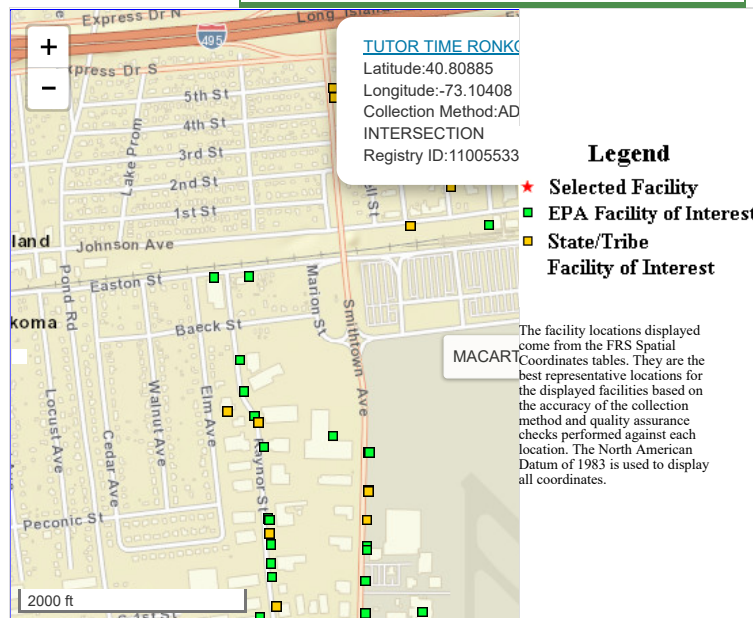 Express Dr N
Long Island
495
+
−
Express Dr S
TUTOR TIME RONK
Latitude:40.80885
Longitude:-73.10408
Collection Method:AD
INTERSECTION
Registry ID:11005533
5th St
4th St
3rd St
2nd St
1st St
Lake Prom
ell St
land
Johnson Ave
Easton St
Pond Rd
koma
Baeck St
Marion St
Smithtown Ave
MACART
Locust Ave
Walnut Ave
Elm Ave
Cedar Ave
Raynor St
Peconic St
2000 ft
1st St
Legend
Selected Facility
EPA Facility of Interest
State/Tribe
Facility of Interest
The facility locations displayed
come from the FRS Spatial
Coordinates tables. They are the
best representative locations for
the displayed facilities based on
the accuracy of the collection
method and quality assurance
checks performed against each
location. The North American
Datum of 1983 is used to display
all coordinates.